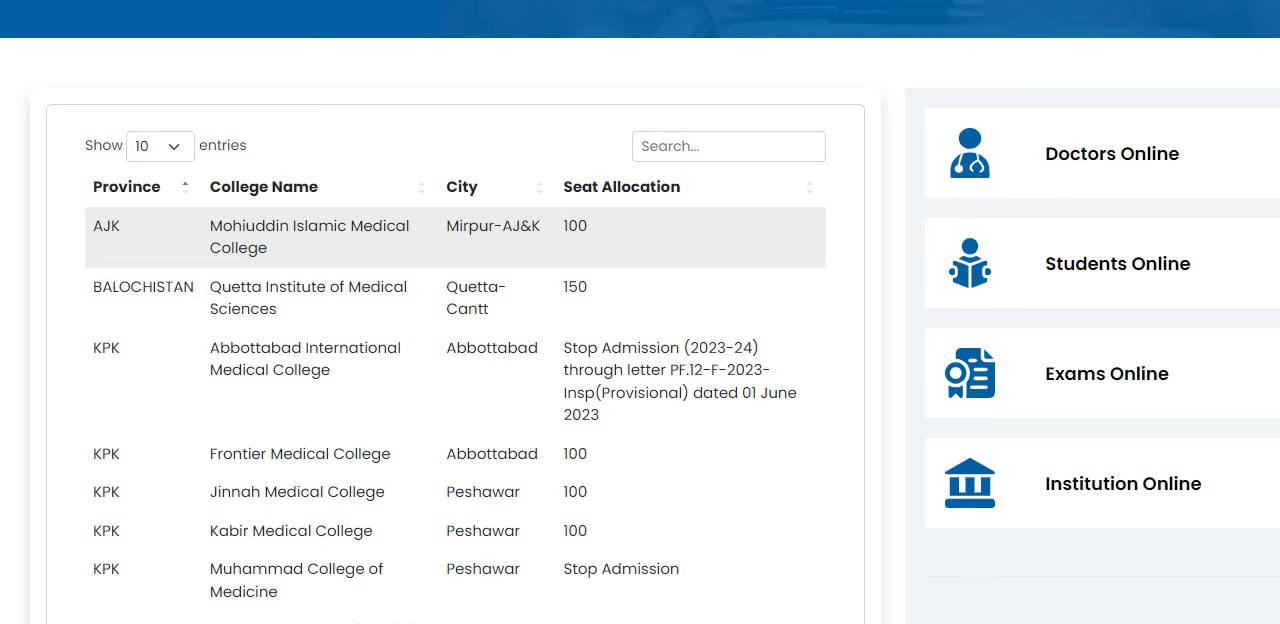 Show 10 entries
Search...
Province College Name City Seat Allocation
AJK Mohiuddin Islamic Medical College Mirpur-AJ&K 100
BALOCHISTAN Quetta Institute of Medical Sciences Quetta-Cantt 150
KPK Abbottabad International Medical College Abbottabad Stop Admission (2023-24) through letter PF.12-F-2023-Insp(Provisional) dated 01 June 2023
KPK Frontier Medical College Abbottabad 100
KPK Jinnah Medical College Peshawar 100
KPK Kabir Medical College Peshawar 100
KPK Muhammad College of Medicine Peshawar Stop Admission
Doctors Online
Students Online
Exams Online
Institution Online